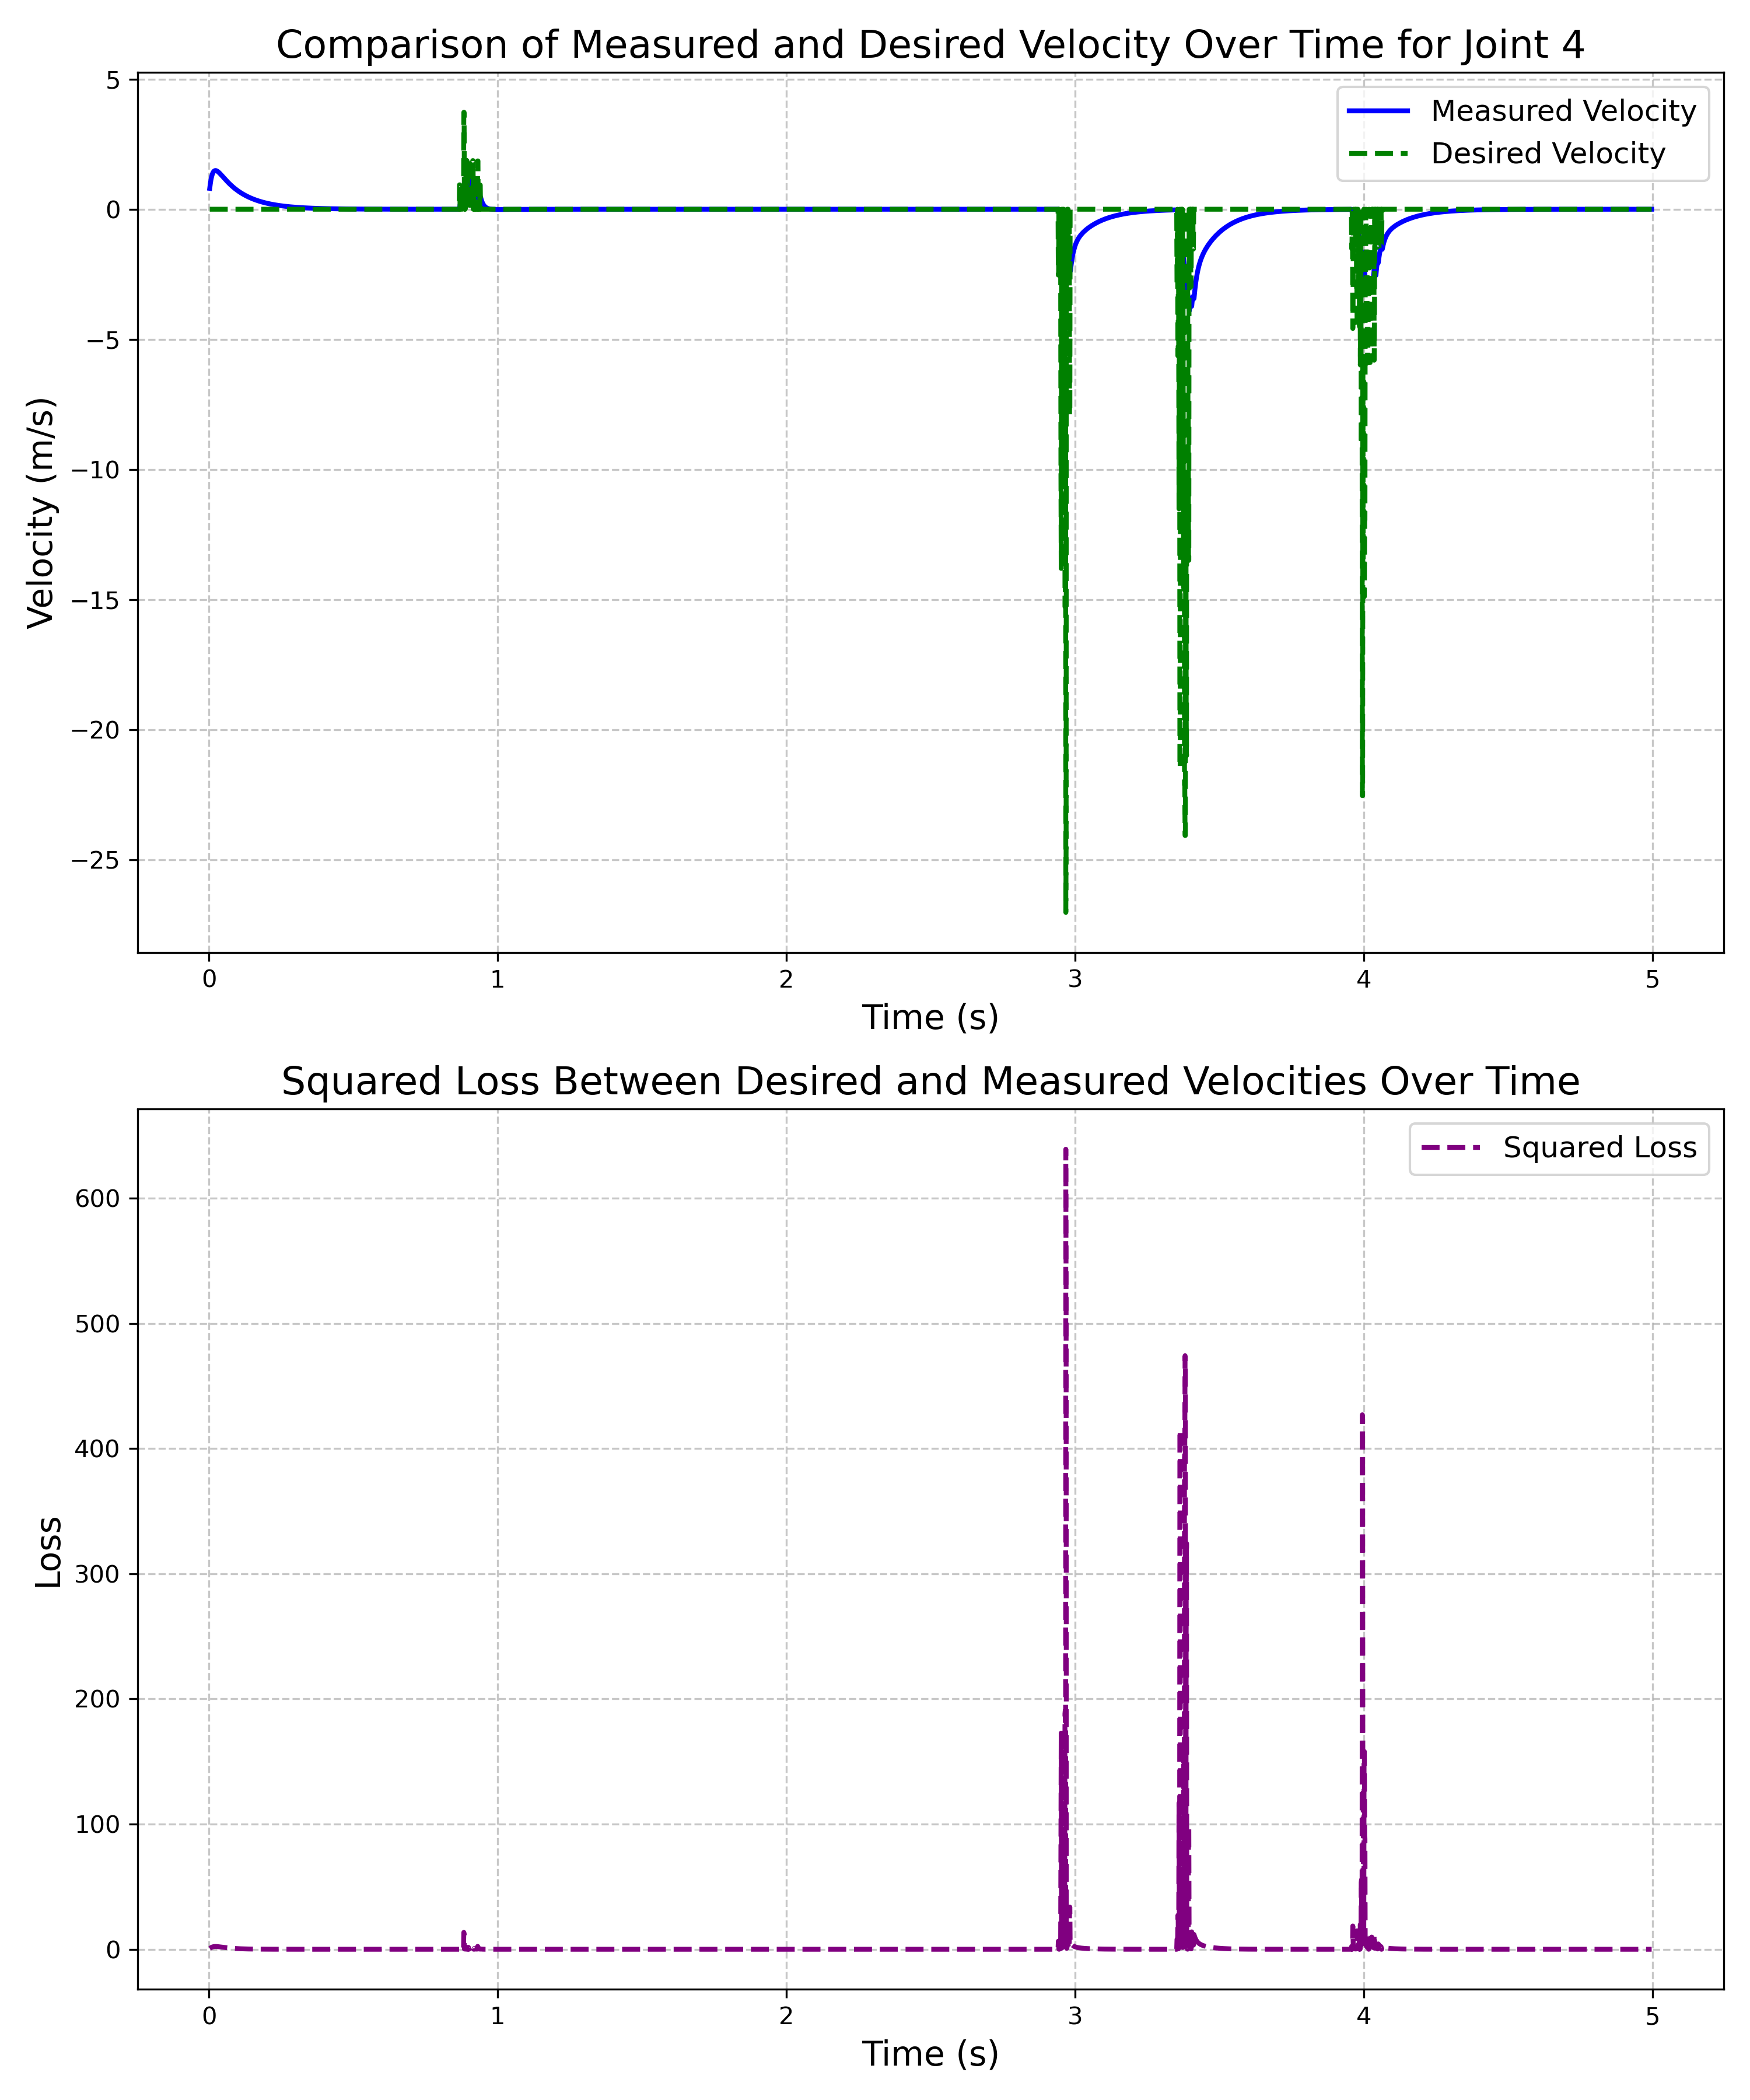 Comparison of Measured and Desired Velocity Over Time for Joint 4
Measured Velocity
Desired Velocity
Velocity (m/s)
5
0
−5
−10
−15
−20
−25
0 1 2 3 4 5
Time (s)
Squared Loss Between Desired and Measured Velocities Over Time
Squared Loss
Loss
600
500
400
300
200
100
0
0 1 2 3 4 5
Time (s)